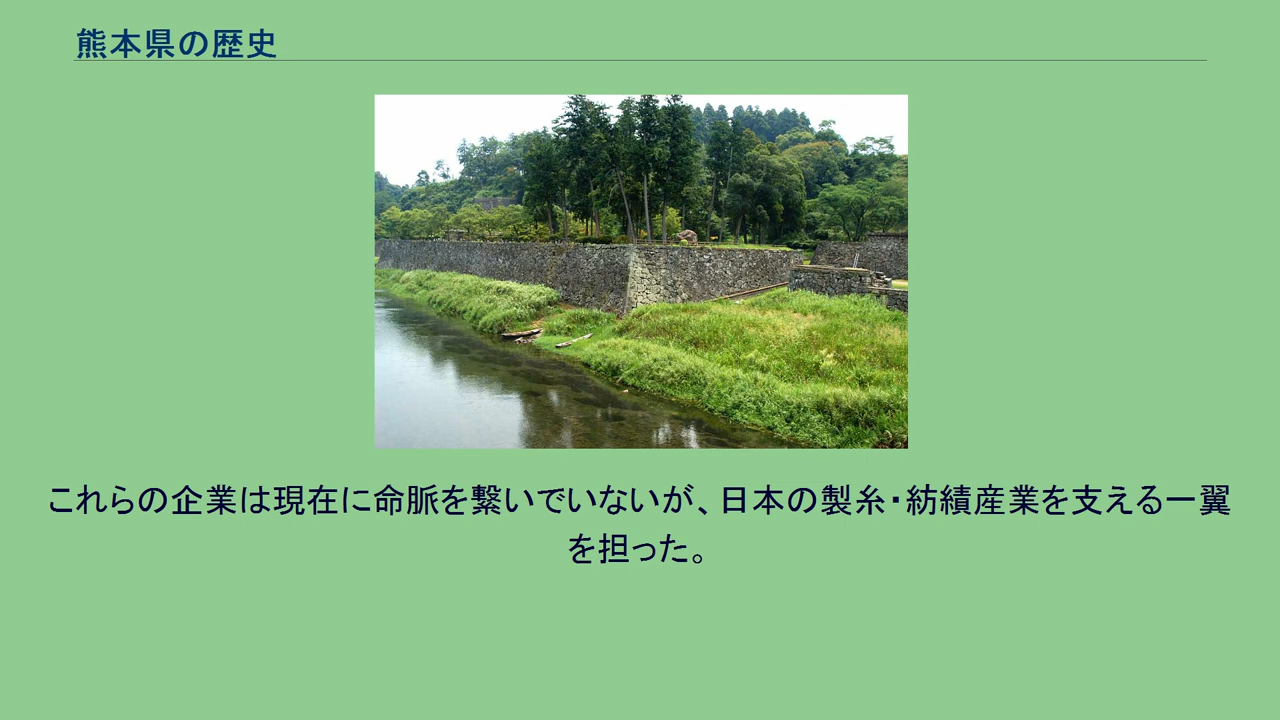 熊本県の歴史
これらの企業は現在に命脈を繋いでいないが、日本の製糸・紡績産業を支える一翼
を担った。